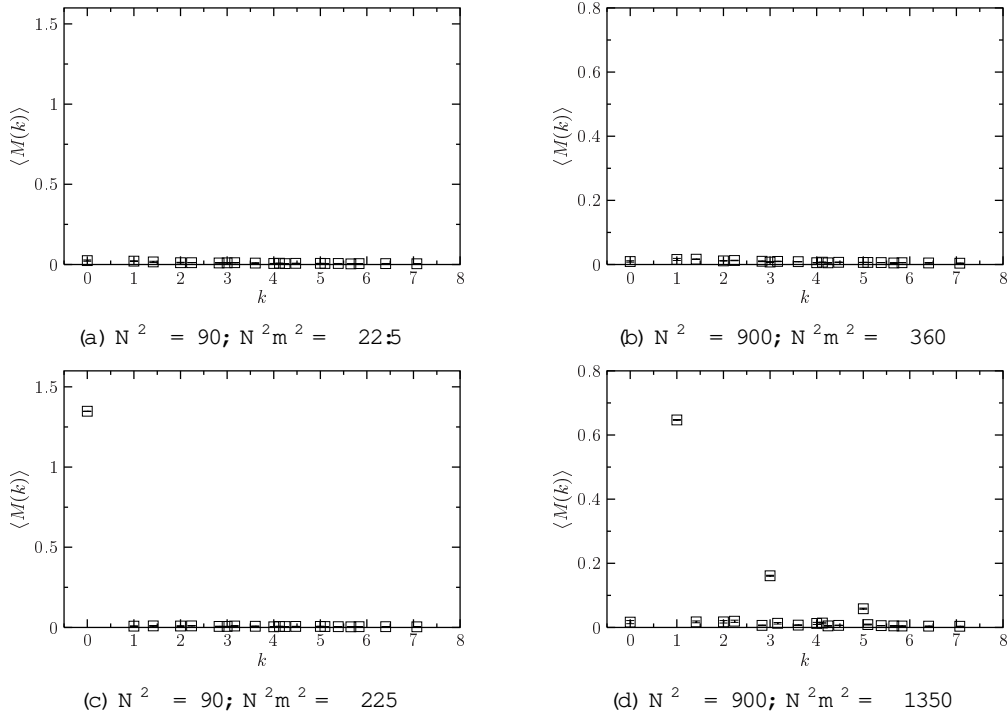 1.5
1
0.5
0
⟨M(k)⟩
0 1 2 3 4 5 6 7 8
k
(a) N ² = 90; N ²m ² = 22:5
0.8
0.6
0.4
0.2
0
⟨M(k)⟩
0 1 2 3 4 5 6 7 8
k
(b) N ² = 900; N ²m ² = 360
1.5
1
0.5
0
⟨M(k)⟩
0 1 2 3 4 5 6 7 8
k
(c) N ² = 90; N ²m ² = 225
0.8
0.6
0.4
0.2
0
⟨M(k)⟩
0 1 2 3 4 5 6 7 8
k
(d) N ² = 900; N ²m ² = 1350